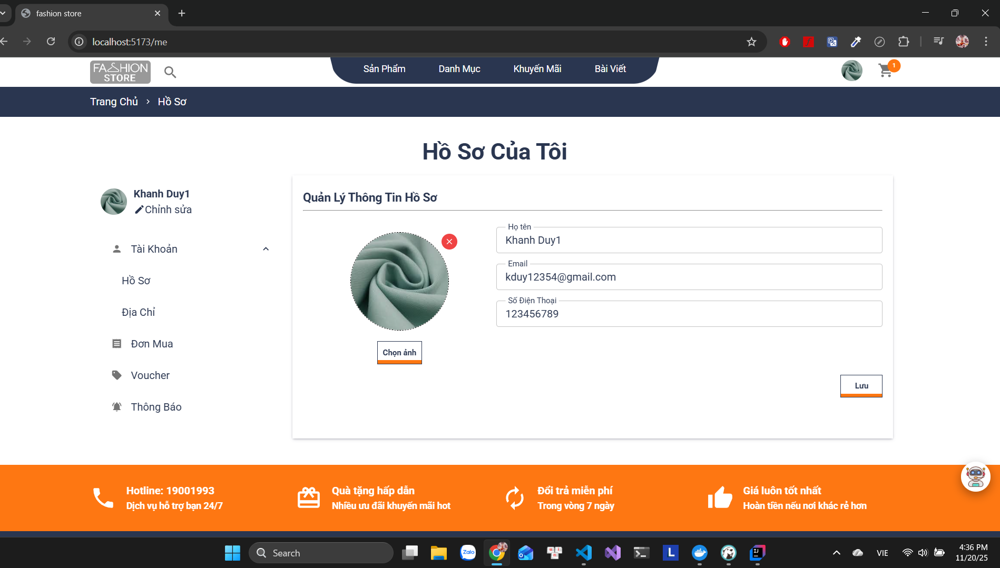 fashion store
localhost:5173/me
FASHION
STORE
Sản Phẩm
Danh Mục
Khuyến Mãi
Bài Viết
1
Trang Chủ
Hồ Sơ
Hồ Sơ Của Tôi
Khanh Duy1
Chỉnh sửa
Tài Khoản
Hồ Sơ
Địa Chỉ
Đơn Mua
Voucher
Thông Báo
Quản Lý Thông Tin Hồ Sơ
Chọn ảnh
Họ tên
Khanh Duy1
Email
kduy12354@gmail.com
Số Điện Thoại
123456789
Lưu
Hotline: 19001993
Dịch vụ hỗ trợ bạn 24/7
Quà tặng hấp dẫn
Nhiều ưu đãi khuyến mãi hot
Đổi trả miễn phí
Trong vòng 7 ngày
Giá luôn tốt nhất
Hoàn tiền nếu nơi khác rẻ hơn
Search
Zalo
L
IJ
VIE
4:36 PM
11/20/25